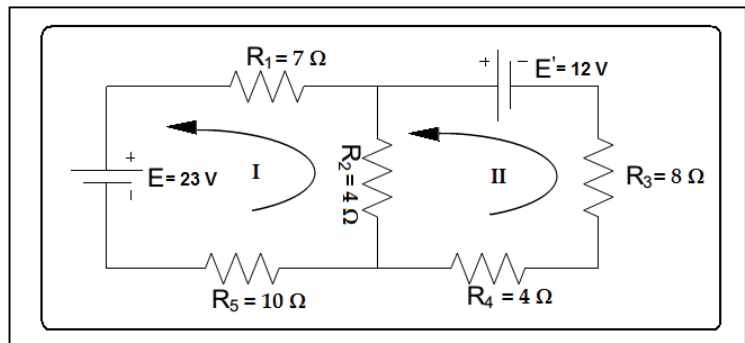 R₁= 7 Ω
+ − E'= 12 V
+
E= 23 V
−
I
R₂= 4 Ω
II
R₃= 8 Ω
R₅ = 10 Ω
R₄ = 4 Ω